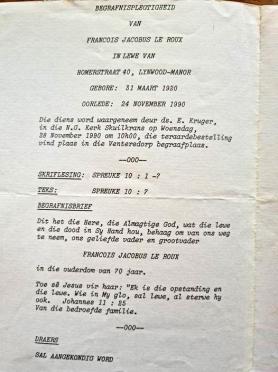 BEGRAFNISPLEGTIGHEID
VAN
FRANCOIS JACOBUS LE ROUX
IN LEWE VAN
HOMERSTRAAT 40, LYNWOOD-MANOR
GEBORE: 31 MAART 1920
OORLEDE: 24 NOVEMBER 1990
Die diens word waargeneem deur ds. E. Kruger,
in die N.G. Kerk Skuilkrans op Woensdag,
28 November 1990 om 10h00, die teraardebestelling
vind plaas in die Ventersdorp begraafplaas.
---ooo---
SKRIFLESING: SPREUKE 10 : 1 -7
TEKS: SPREUKE 10 : 7
BEGRAFNISBRIEF
Dit het die Here, die Almagtige God, wat die lewe
en die dood in Sy Hand hou, behaag om van ons weg
te neem, ons geliefde vader en grootvader
FRANCOIS JACOBUS LE ROUX
in die ouderdom van 70 jaar.
Toe sê Jesus vir haar: "Ek is die opstanding en
die lewe. Wie in My glo, sal lewe, al sterwe hy
ook. Johannes 11 : 25
Van die bedroefde familie.
---ooo---
DRAERS
SAL AANGEKONDIG WORD